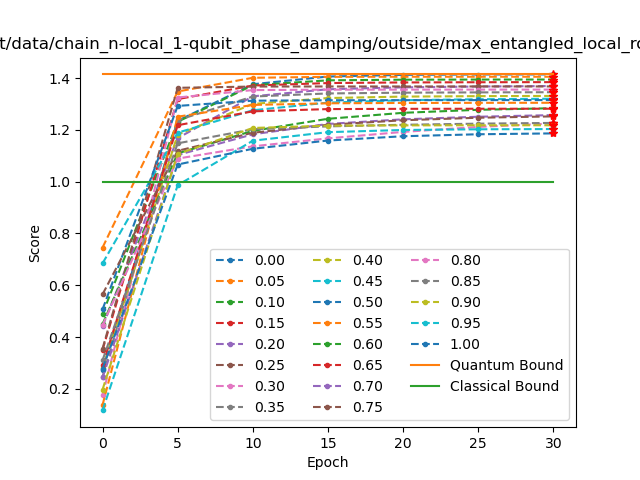 t/data/chain_n-local_1-qubit_phase_damping/outside/max_entangled_local_ro
1.4
1.2
1.0
0.8
0.6
0.4
0.2
Score
0.00 0.40 0.80
0.05 0.45 0.85
0.10 0.50 0.90
0.15 0.55 0.95
0.20 0.60 1.00
0.25 0.65 Quantum Bound
0.30 0.70 Classical Bound
0.35 0.75
0 5 10 15 20 25 30
Epoch